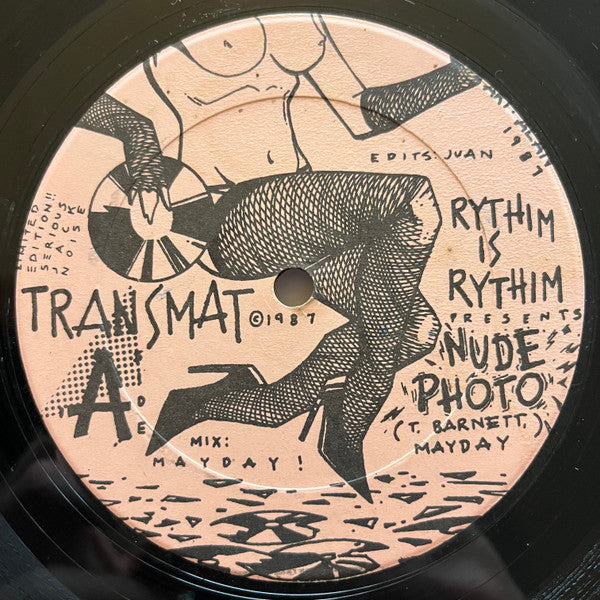 EDITS: JUAN
1987
LIMITED
EDITION!!
SERIOUS
NOISE
TRANSMAT
©1987
A
SIDE
MIX:
MAYDAY!
RYTHIM
IS
RYTHIM
PRESENTS
"NUDE
PHOTO"
(T. BARNETT,)
MAYDAY